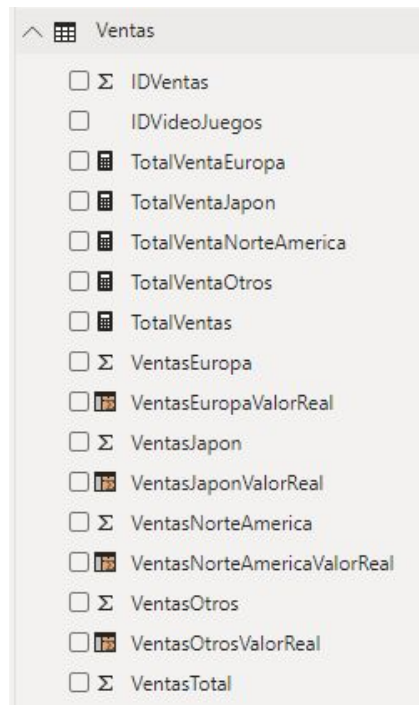 Ventas
Σ IDVentas
IDVideoJuegos
TotalVentaEuropa
TotalVentaJapon
TotalVentaNorteAmerica
TotalVentaOtros
TotalVentas
Σ VentasEuropa
VentasEuropaValorReal
Σ VentasJapon
VentasJaponValorReal
Σ VentasNorteAmerica
VentasNorteAmericaValorReal
Σ VentasOtros
VentasOtrosValorReal
Σ VentasTotal